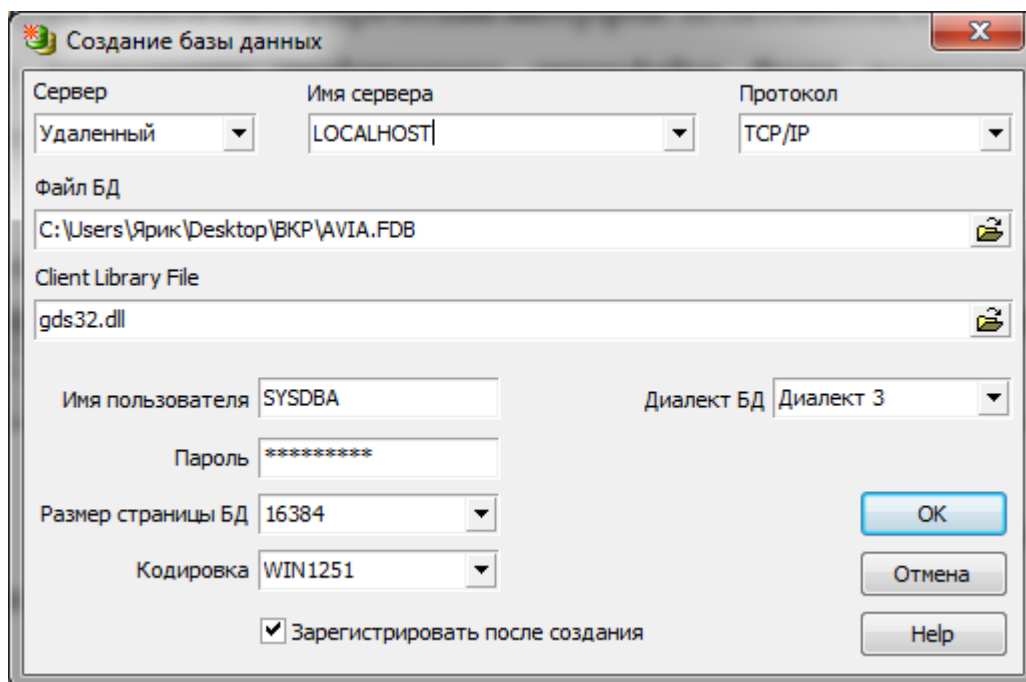 Создание базы данных
Сервер Имя сервера Протокол
Удаленный LOCALHOST TCP/IP
Файл БД
C:\Users\Ярик\Desktop\BKP\AVIA.FDB
Client Library File
gds32.dll
Имя пользователя SYSDBA Диалект БД Диалект 3
Пароль *********
Размер страницы БД 16384 OK
Кодировка WIN1251 Отмена
Зарегистрировать после создания Help